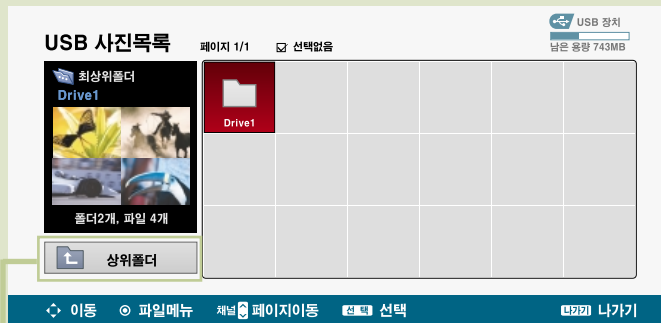 USB 장치
USB 사진목록 페이지 1/1 선택없음
남은 용량 743MB
최상위폴더
Drive1
Drive1
폴더2개, 파일 4개
상위폴더
이동 파일메뉴 채널 페이지이동 선 택 선택 나가기 나가기